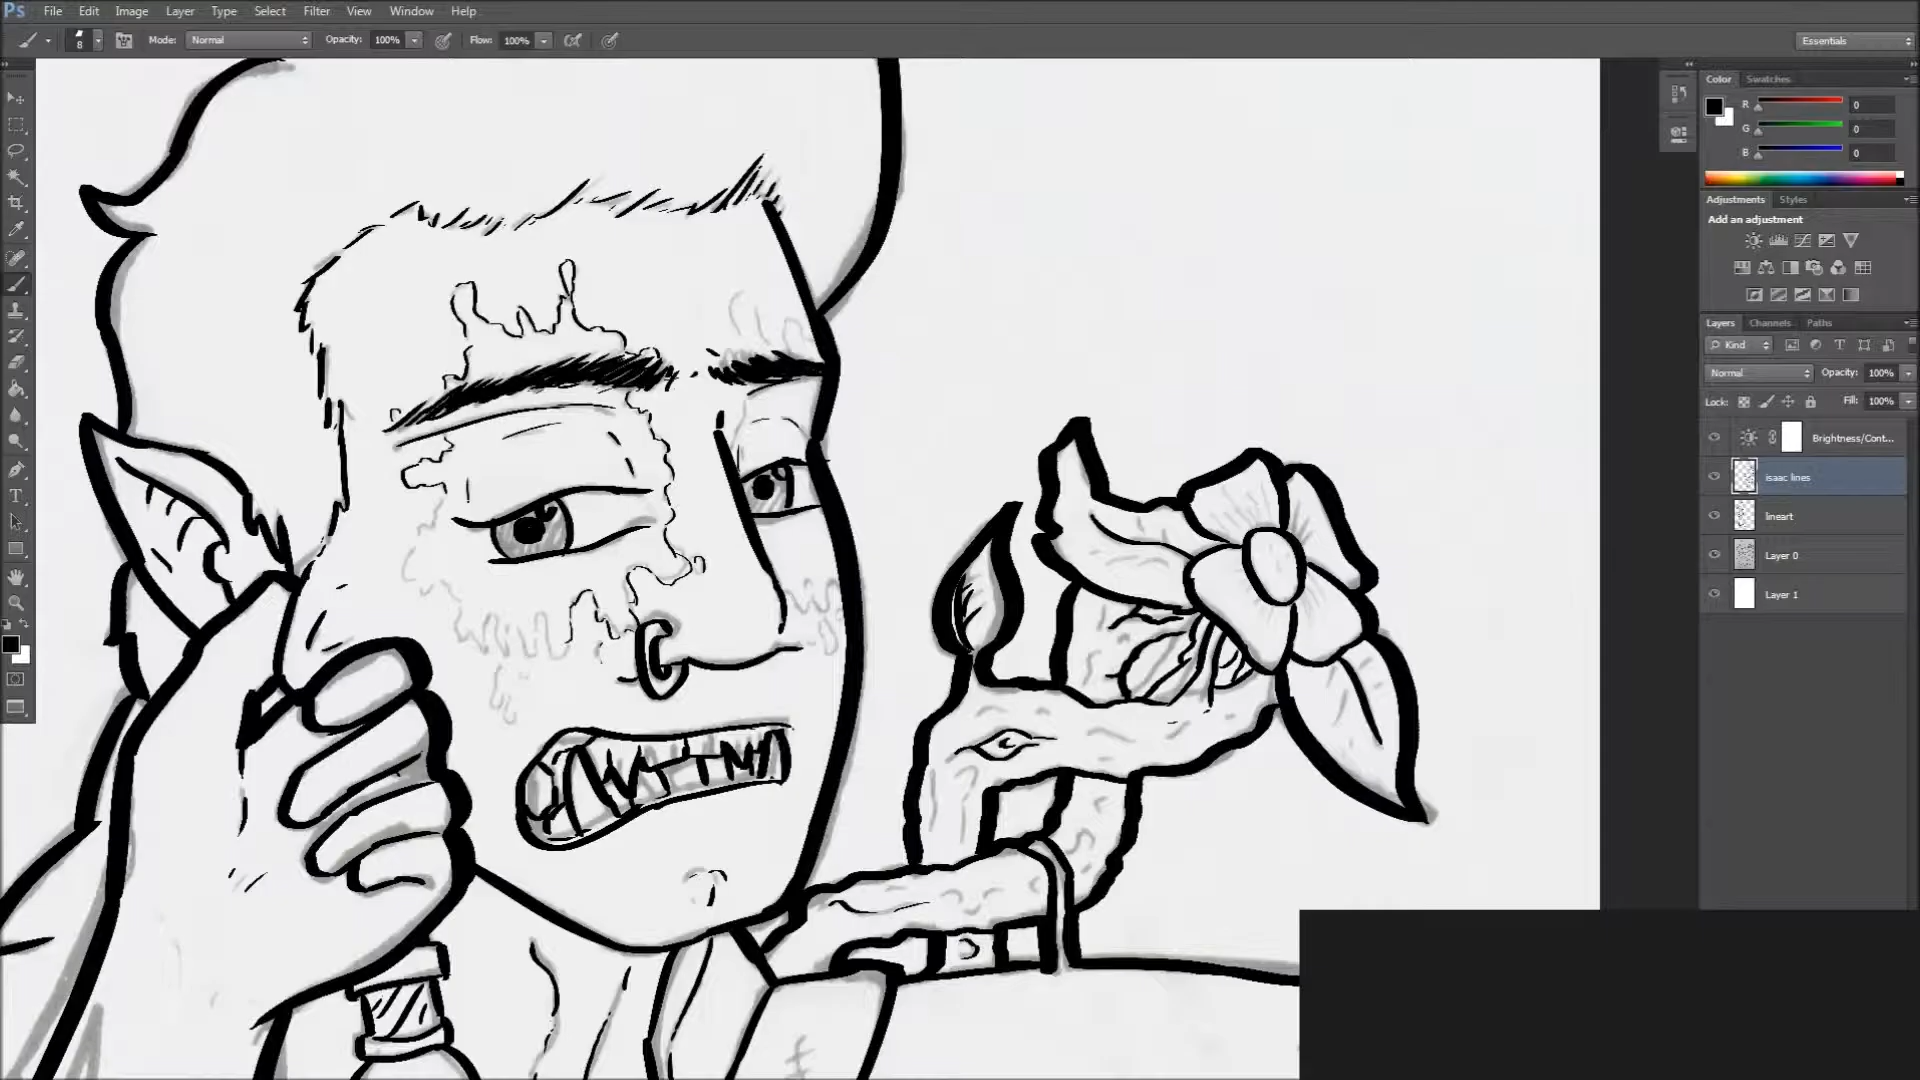 Ps File Edit Image Layer Type Select Filter View Window Help
8 Mode: Normal Opacity: 100% Flow: 100% Essentials
Color Swatches
R 0
G 0
B 0
Adjustments Styles
Add an adjustment
Layers Channels Paths
Kind
Normal Opacity: 100%
Lock: Fill: 100%
Brightness/Cont...
isaac lines
lineart
Layer 0
Layer 1